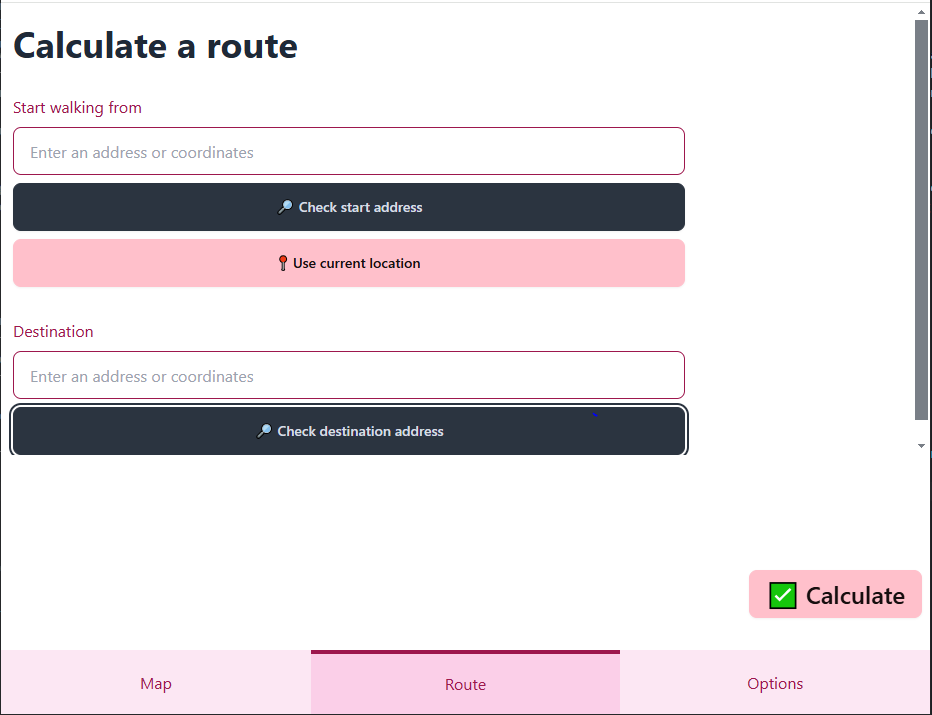 Calculate a route
Start walking from
Enter an address or coordinates
🔎 Check start address
📍 Use current location
Destination
Enter an address or coordinates
🔎 Check destination address
✅ Calculate
Map
Route
Options